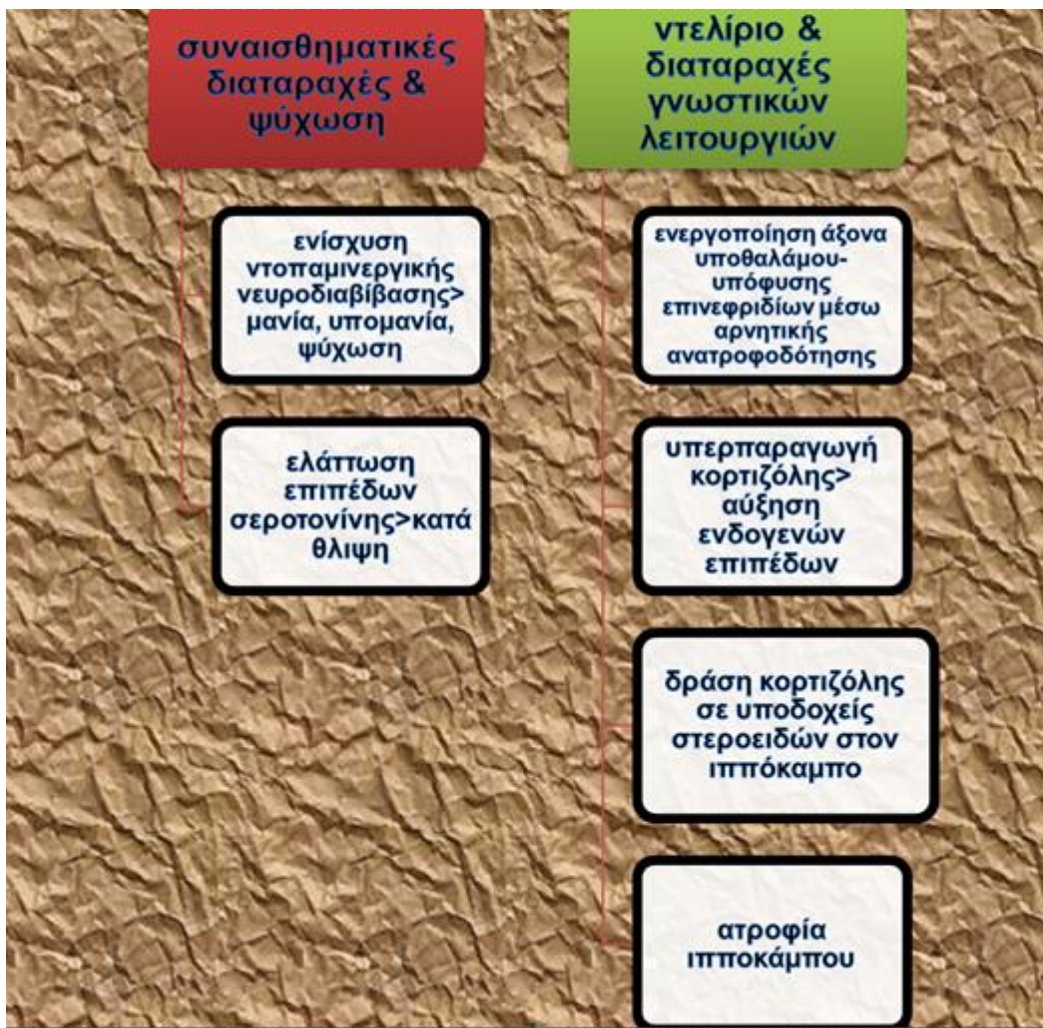 συναισθηματικές
διαταραχές &
ψύχωση
ενίσχυση
ντοπαμινεργικής
νευροδιαβίβασης>
μανία, υπομανία,
ψύχωση
ελάττωση
επιπέδων
σεροτονίνης>κατά
θλιψη
ντελίριο &
διαταραχές
γνωστικών
λειτουργιών
ενεργοποίηση άξονα
υποθαλάμου-
υπόφυσης
επινεφριδίων μέσω
αρνητικής
ανατροφοδότησης
υπερπαραγωγή
κορτιζόλης>
αύξηση
ενδογενών
επιπέδων
δράση κορτιζόλης
σε υποδοχείς
στεροειδών στον
ιππόκαμπο
ατροφία
ιπποκάμπου